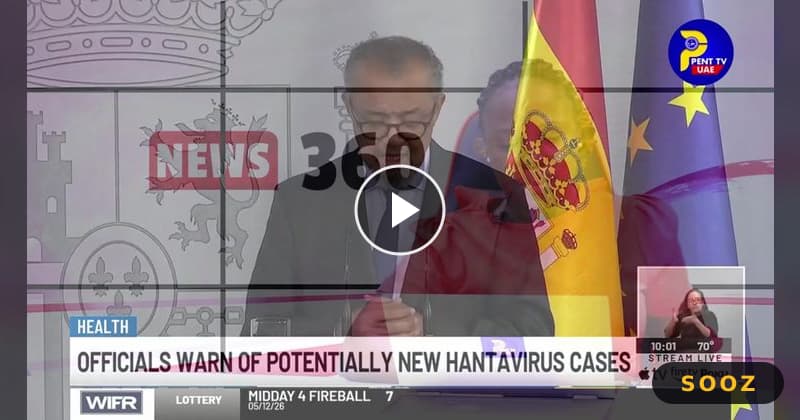 PENT TV
UAE
NEWS 360
HEALTH
OFFICIALS WARN OF POTENTIALLY NEW HANTAVIRUS CASES
10:01 70°
STREAM LIVE
tv
SOOZ
WIFR
LOTTERY
MIDDAY 4 FIREBALL 7
05/12/26